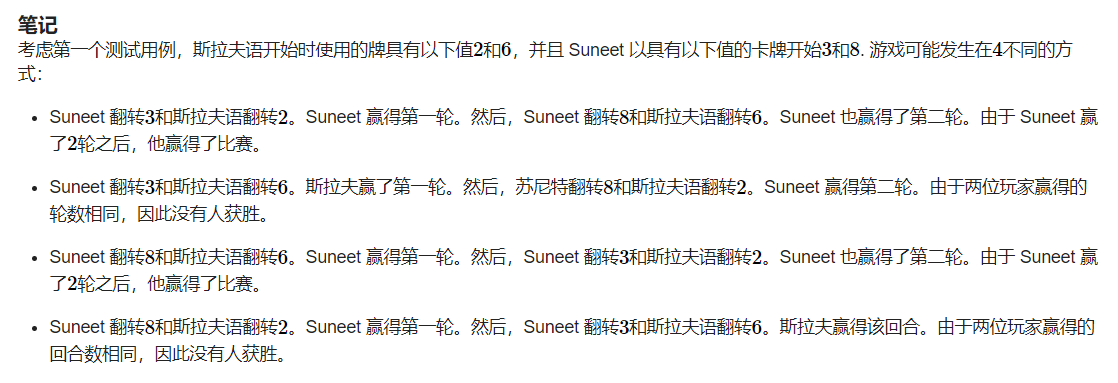 笔记
考虑第一个测试用例，斯拉夫语开始时使用的牌具有以下值2和6，并且 Suneet 以具有以下值的卡牌开始3和8. 游戏可能发生在4不同的方
式：
• Suneet 翻转3和斯拉夫语翻转2。Suneet 赢得第一轮。然后，Suneet 翻转8和斯拉夫语翻转6。Suneet 也赢得了第二轮。由于 Suneet 赢
了2轮之后，他赢得了比赛。
• Suneet 翻转3和斯拉夫语翻转6。斯拉夫赢了第一轮。然后，苏尼特翻转8和斯拉夫语翻转2。Suneet 赢得第二轮。由于两位玩家赢得的
轮数相同，因此没有人获胜。
• Suneet 翻转8和斯拉夫语翻转6。Suneet 赢得第一轮。然后，Suneet 翻转3和斯拉夫语翻转2。Suneet 也赢得了第二轮。由于 Suneet 赢
了2轮之后，他赢得了比赛。
• Suneet 翻转8和斯拉夫语翻转2。Suneet 赢得第一轮。然后，Suneet 翻转3和斯拉夫语翻转6。斯拉夫赢得该回合。由于两位玩家赢得的
回合数相同，因此没有人获胜。